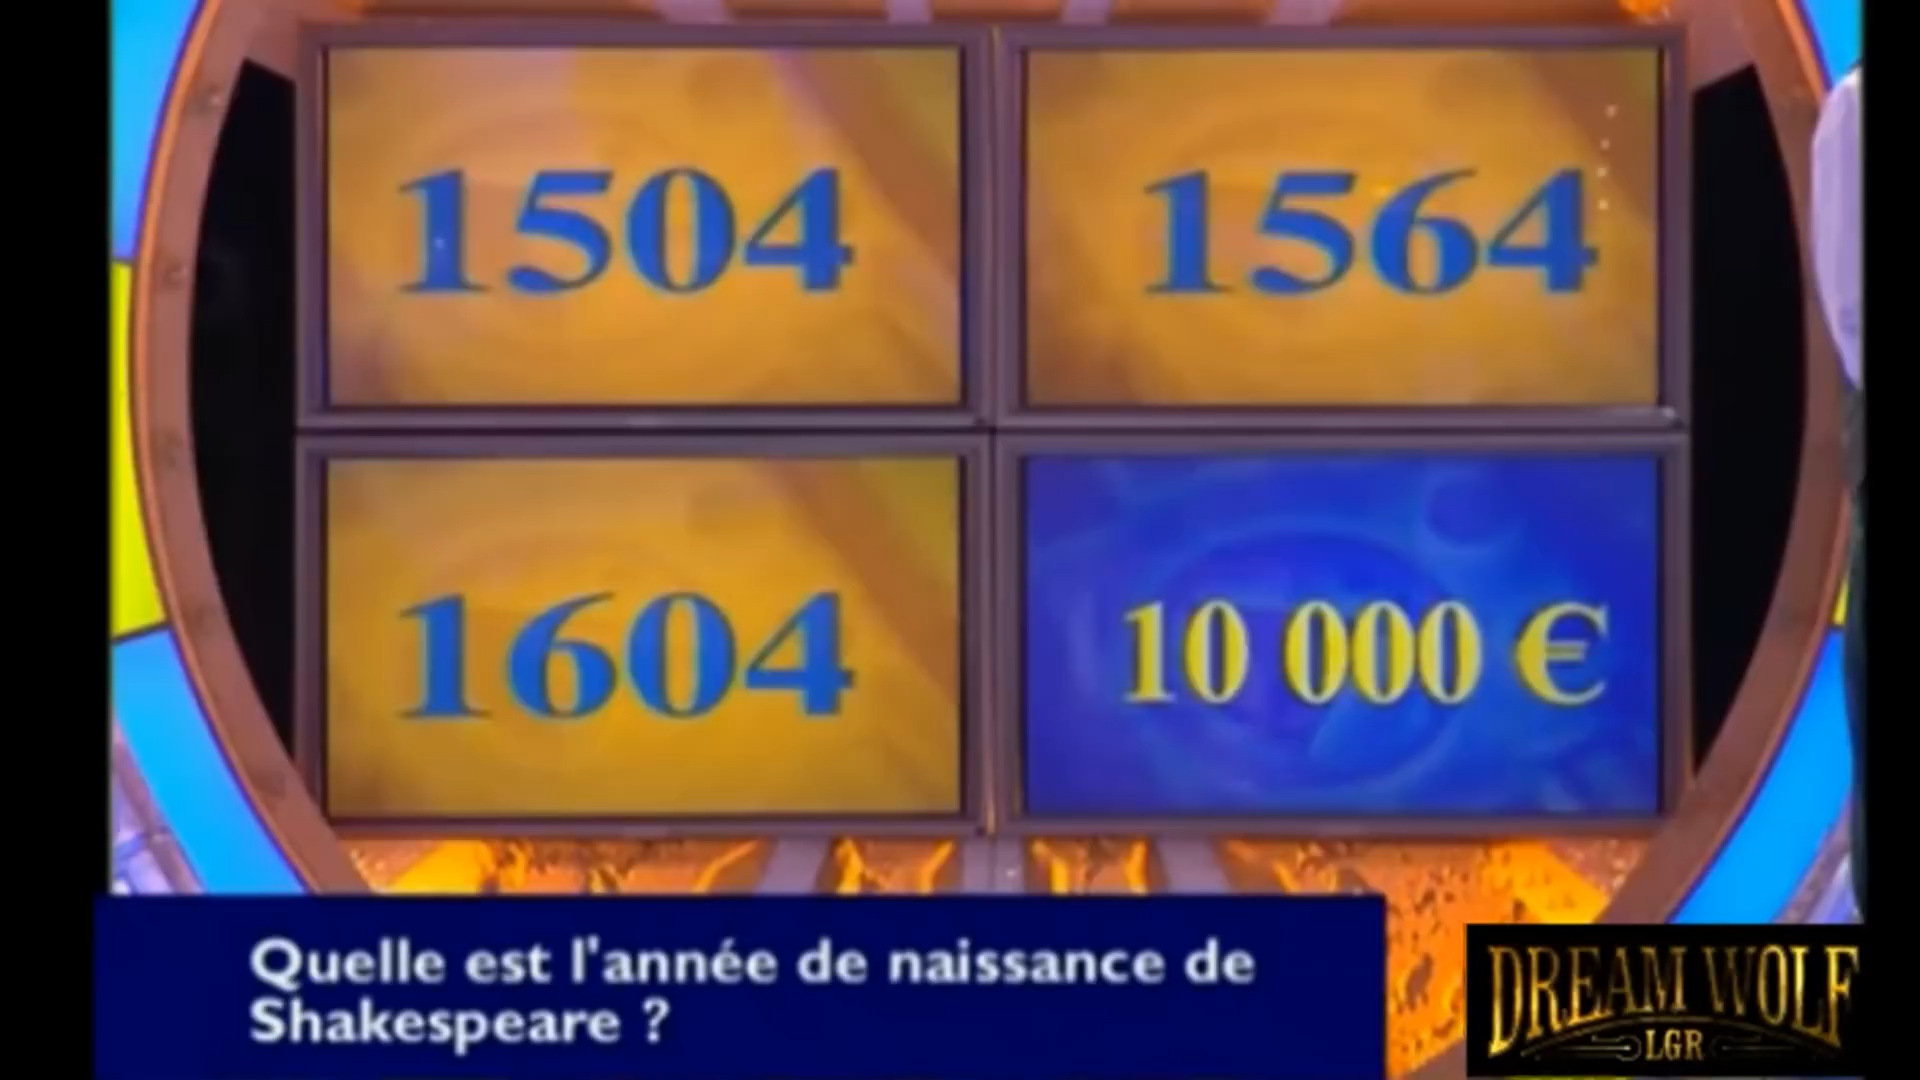 1504
1564
1604
10 000 €
Quelle est l'année de naissance de
Shakespeare ?
DREAM WOLF
LGR